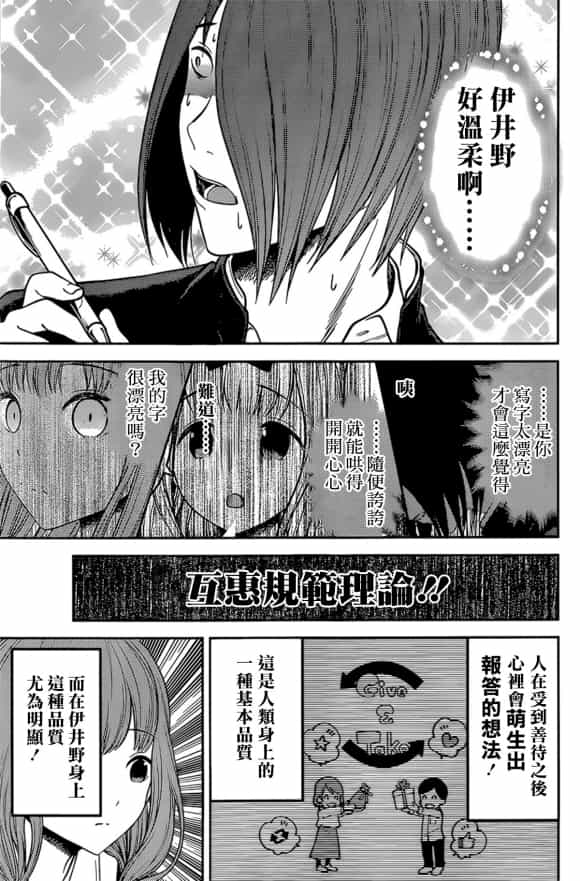 伊井野
好溫柔啊……
……是你
寫字太漂亮
才會這麼覺得
咦
……隨便誇誇
就能哄得
開開心心
難道……
我的字
很漂亮嗎？
互惠規範理論!!
人在受到善待之後
心裡會萌生出
報答的想法！
Give
&
Take
這是人類身上的
一種基本品質
而在伊井野身上
這種品質
尤為明顯！